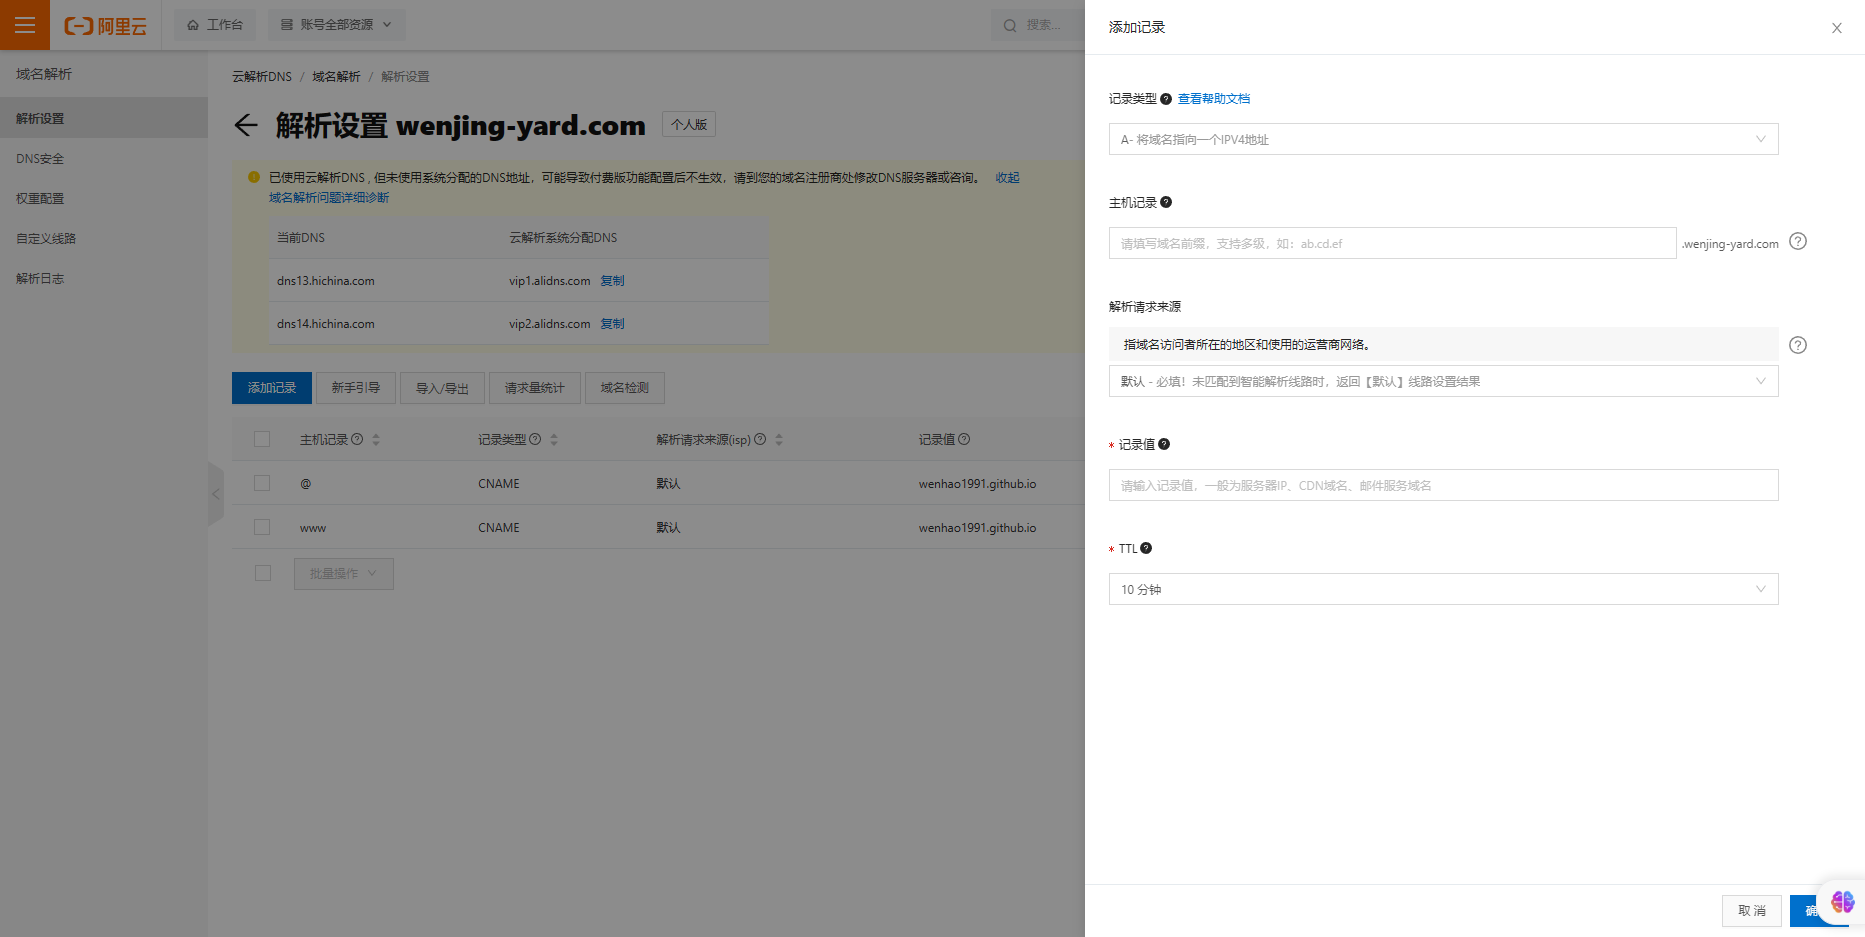 阿里云
工作台
账号全部资源
搜索...
域名解析
解析设置
DNS安全
权重配置
自定义线路
解析日志
云解析DNS / 域名解析 / 解析设置
解析设置 wenjing-yard.com
个人版
已使用云解析DNS , 但未使用系统分配的DNS地址，可能导致付费版功能配置后不生效，请到您的域名注册商处修改DNS服务器或咨询。 收起
域名解析问题详细诊断
当前DNS 云解析系统分配DNS
dns13.hichina.com vip1.alidns.com 复制
dns14.hichina.com vip2.alidns.com 复制
添加记录 新手引导 导入/导出 请求量统计 域名检测
主机记录 记录类型 解析请求来源(isp) 记录值
@ CNAME 默认 wenhao1991.github.io
www CNAME 默认 wenhao1991.github.io
批量操作
添加记录
记录类型 查看帮助文档
A- 将域名指向一个IPV4地址
主机记录
请填写域名前缀，支持多级，如：ab.cd.ef .wenjing-yard.com
解析请求来源
指域名访问者所在的地区和使用的运营商网络。
默认 - 必填！未匹配到智能解析线路时，返回【默认】线路设置结果
* 记录值
请输入记录值，一般为服务器IP、CDN域名、邮件服务域名
* TTL
10 分钟
取 消
确